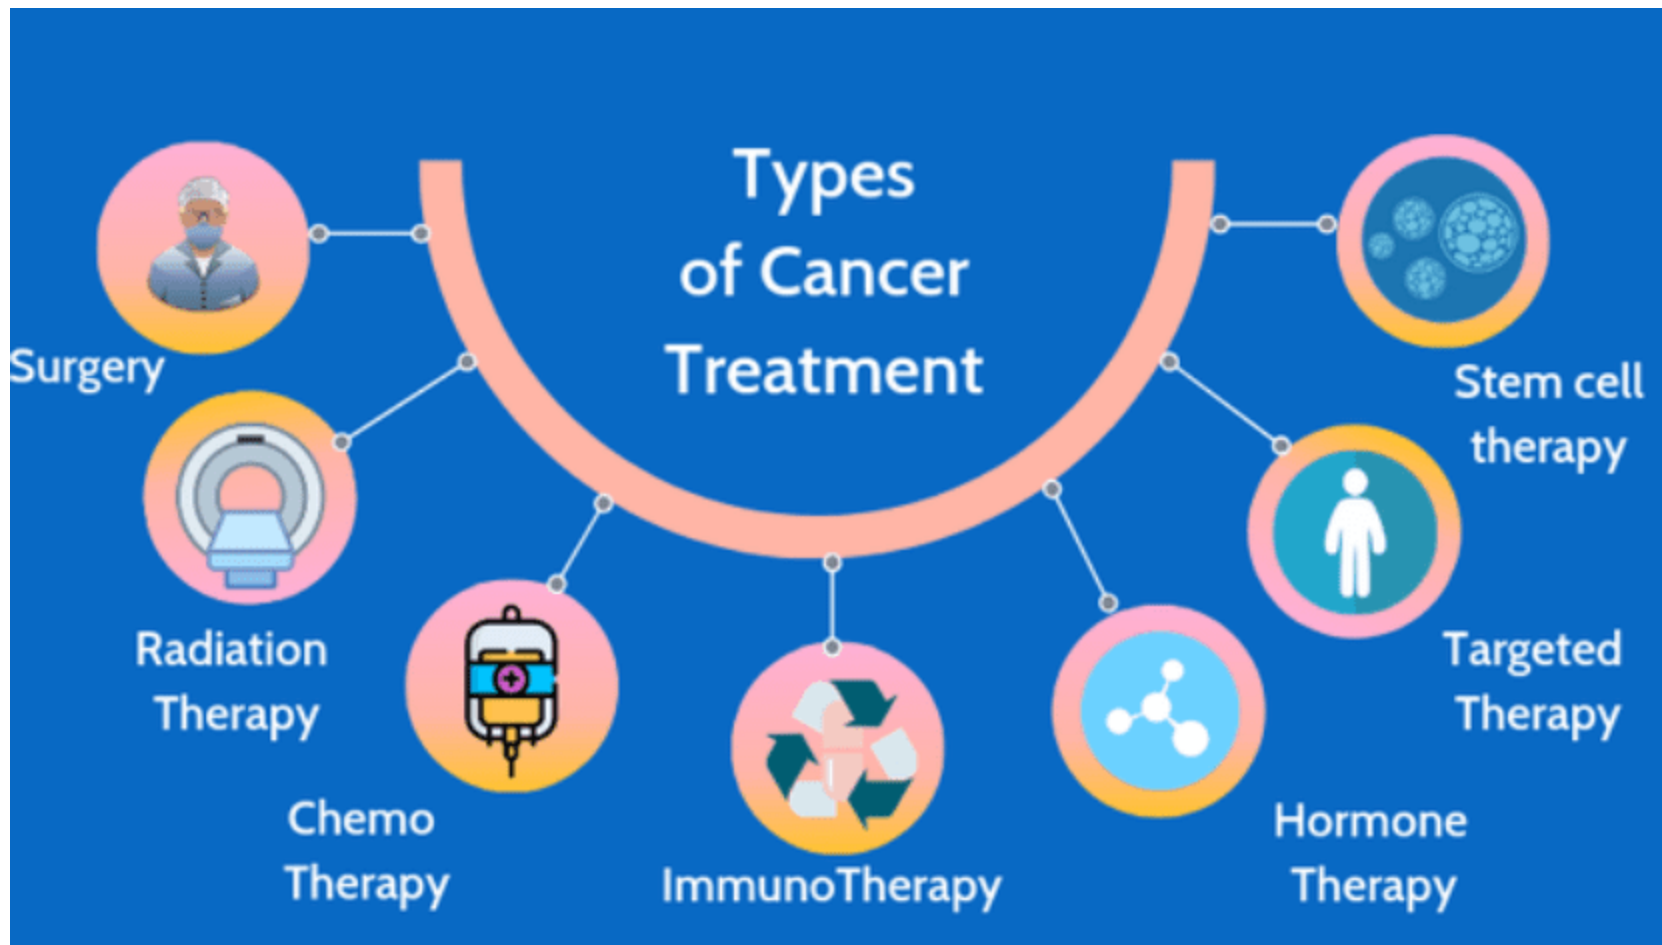 Types
of Cancer
Treatment
Surgery
Radiation
Therapy
Chemo
Therapy
ImmunoTherapy
Hormone
Therapy
Targeted
Therapy
Stem cell
therapy